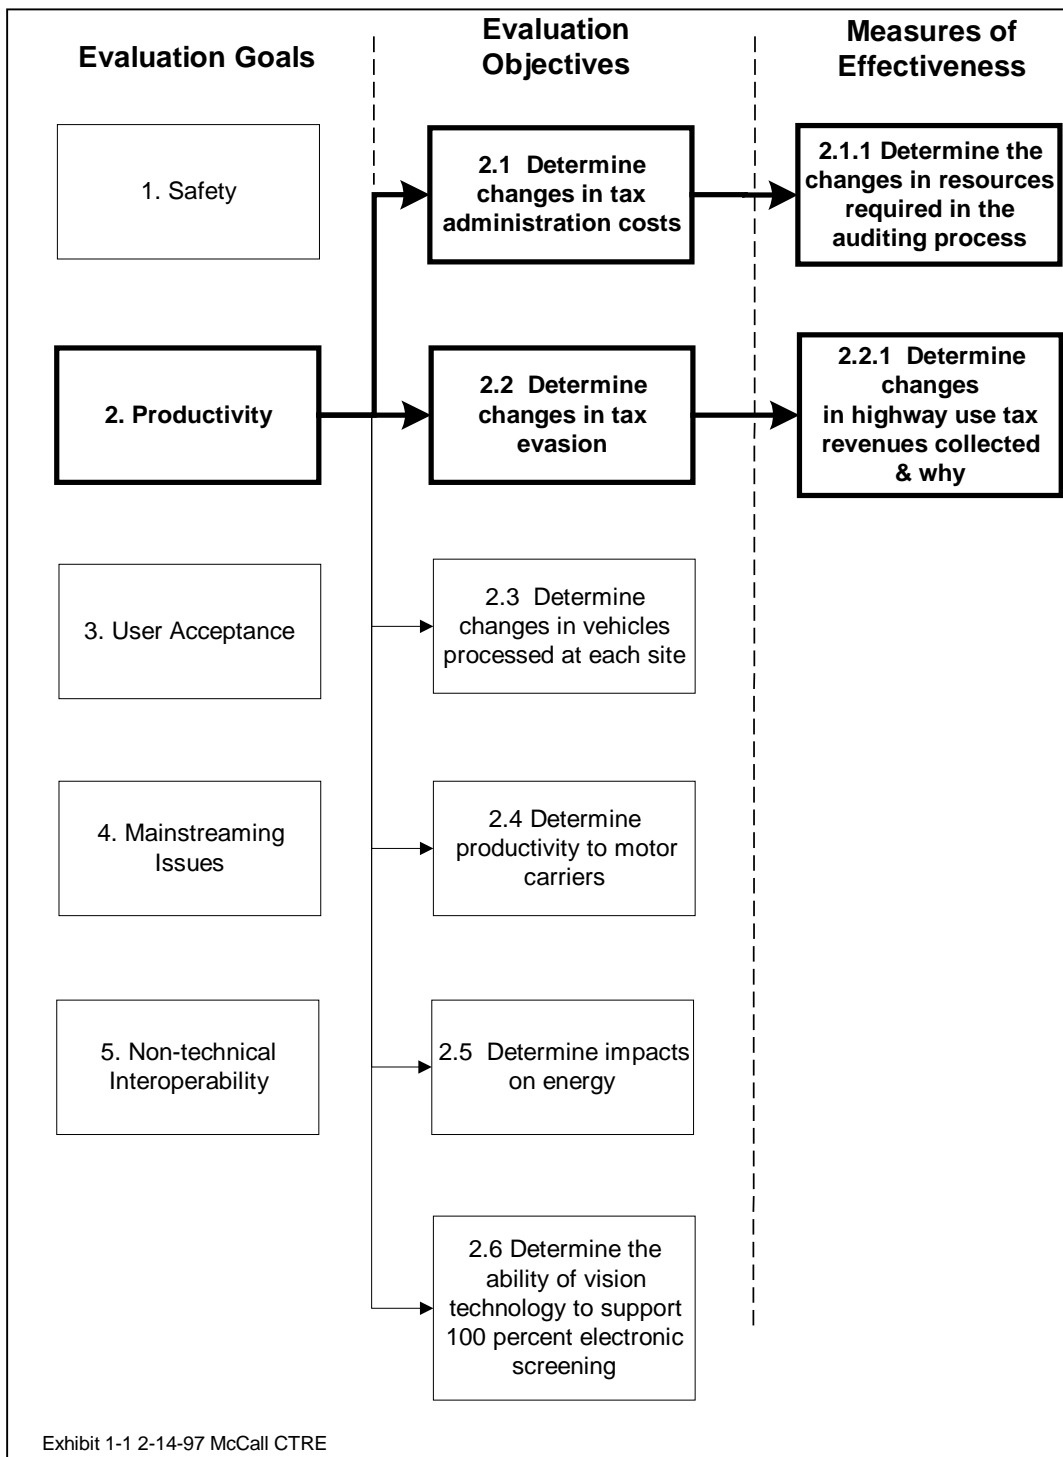 Evaluation Goals
Evaluation
Objectives
Measures of
Effectiveness
1. Safety
2.1 Determine
changes in tax
administration costs
2.1.1 Determine the
changes in resources
required in the
auditing process
2. Productivity
2.2 Determine
changes in tax
evasion
2.2.1 Determine
changes
in highway use tax
revenues collected
& why
3. User Acceptance
2.3 Determine
changes in vehicles
processed at each site
4. Mainstreaming
Issues
2.4 Determine
productivity to motor
carriers
5. Non-technical
Interoperability
2.5 Determine impacts
on energy
2.6 Determine the
ability of vision
technology to support
100 percent electronic
screening
Exhibit 1-1 2-14-97 McCall CTRE